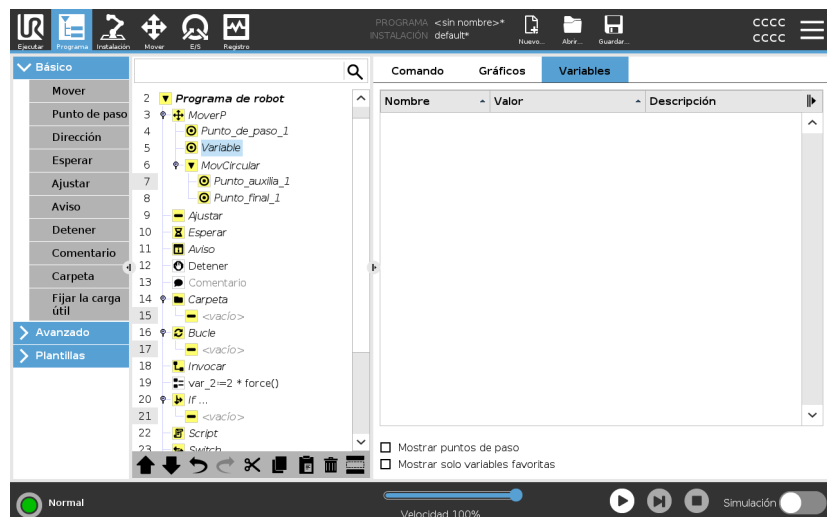 PROGRAMA <sin nombre>*
INSTALACIÓN default*
UR
Ejecutar
Programa
Instalación
Mover
E/S
Registro
Nuevo...
Abrir...
Guardar...
cccc
cccc
Básico
Mover
Punto de paso
Dirección
Esperar
Ajustar
Aviso
Detener
Comentario
Carpeta
Fijar la carga
útil
Avanzado
Plantillas
2 Programa de robot
3 MoverP
4 Punto_de_paso_1
5 Variable
6 MovCircular
7 Punto_auxilia_1
8 Punto_final_1
9 Ajustar
10 Esperar
11 Aviso
12 Detener
13 Comentario
14 Carpeta
15 <vacío>
16 Bucle
17 <vacío>
18 Invocar
19 var_2≔2 * force()
20 If ...
21 <vacío>
22 Script
23 Switch
Comando Gráficos Variables
Nombre Valor Descripción
Mostrar puntos de paso
Mostrar solo variables favoritas
Normal
Velocidad 100%
Simulación